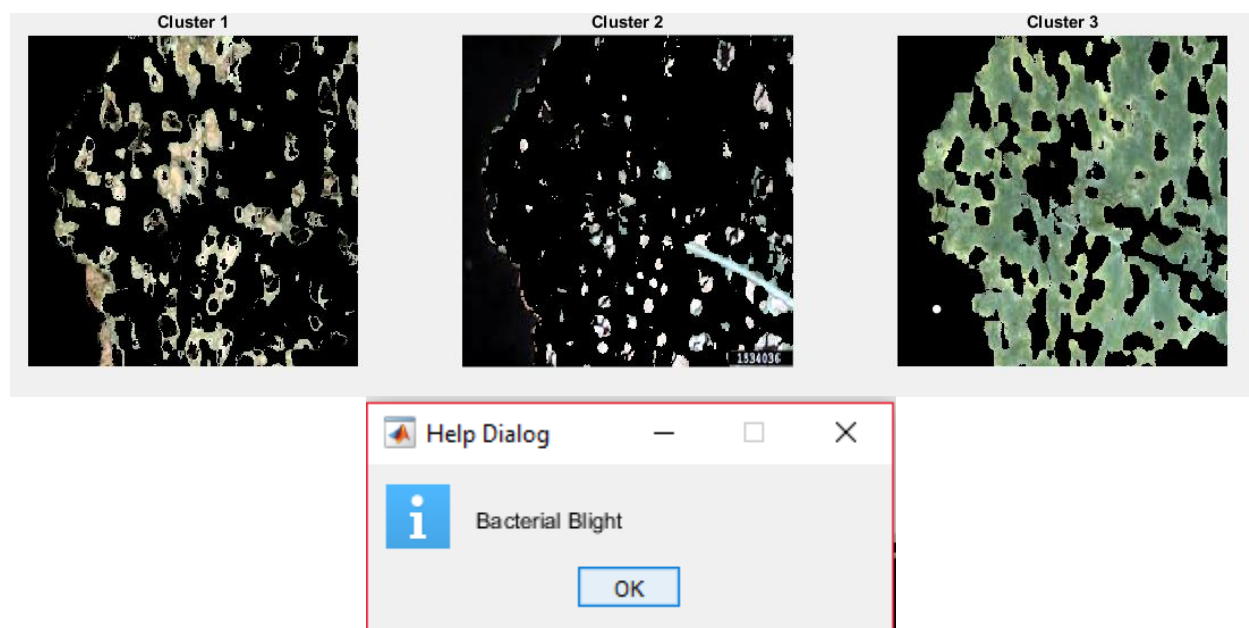 Cluster 1
Cluster 2
Cluster 3
1534036
Help Dialog
Bacterial Blight
OK